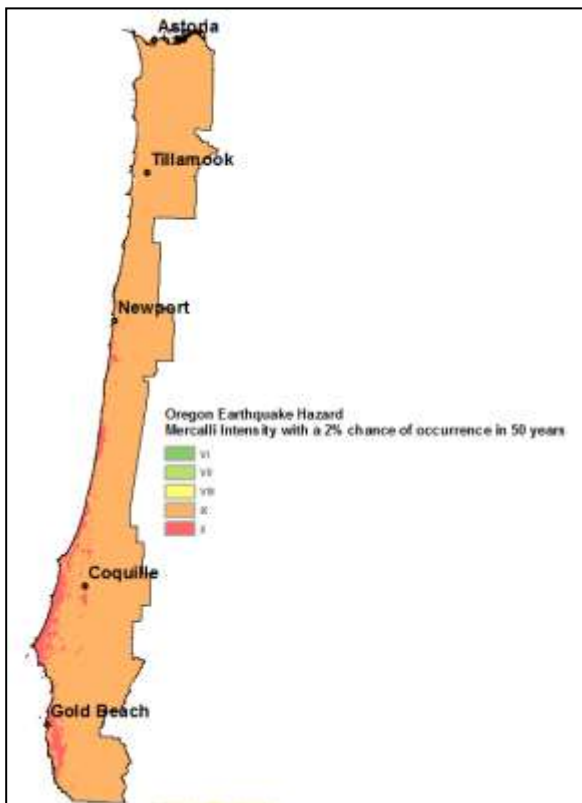 Astoria
Tillamook
Newport
Oregon Earthquake Hazard
Mercalli Intensity with a 2% chance of occurrence in 50 years
VI
VII
VIII
IX
X
Coquille
Gold Beach